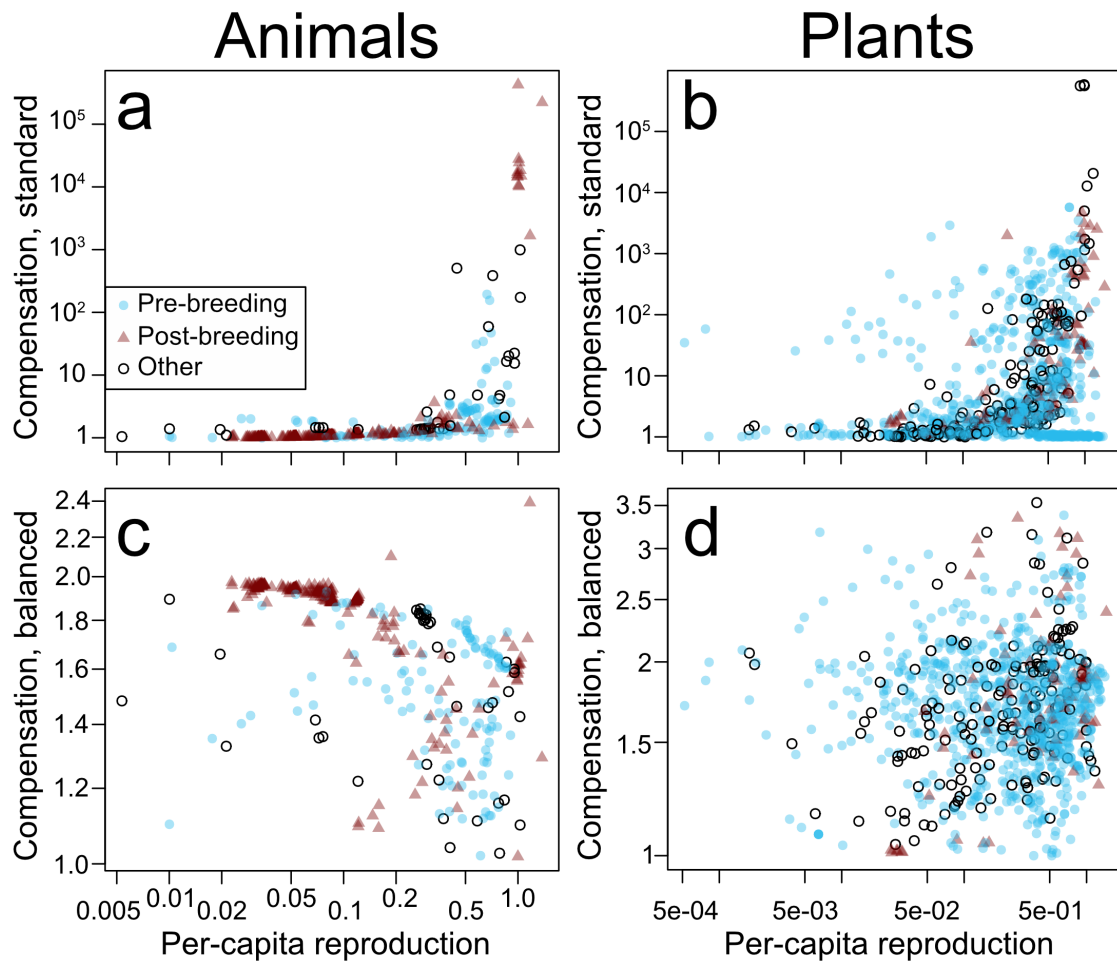 Animals
Plants
a
Compensation, standard
10⁵
10⁴
10³
10²
10
1
Pre-breeding
Post-breeding
Other
b
Compensation, standard
10⁵
10⁴
10³
10²
10
1
c
Compensation, balanced
2.4
2.2
2.0
1.8
1.6
1.4
1.2
1.0
0.005
0.01
0.02
0.05
0.1
0.2
0.5
1.0
Per-capita reproduction
d
Compensation, balanced
3.5
3
2.5
2
1.5
1
5e-04
5e-03
5e-02
5e-01
Per-capita reproduction